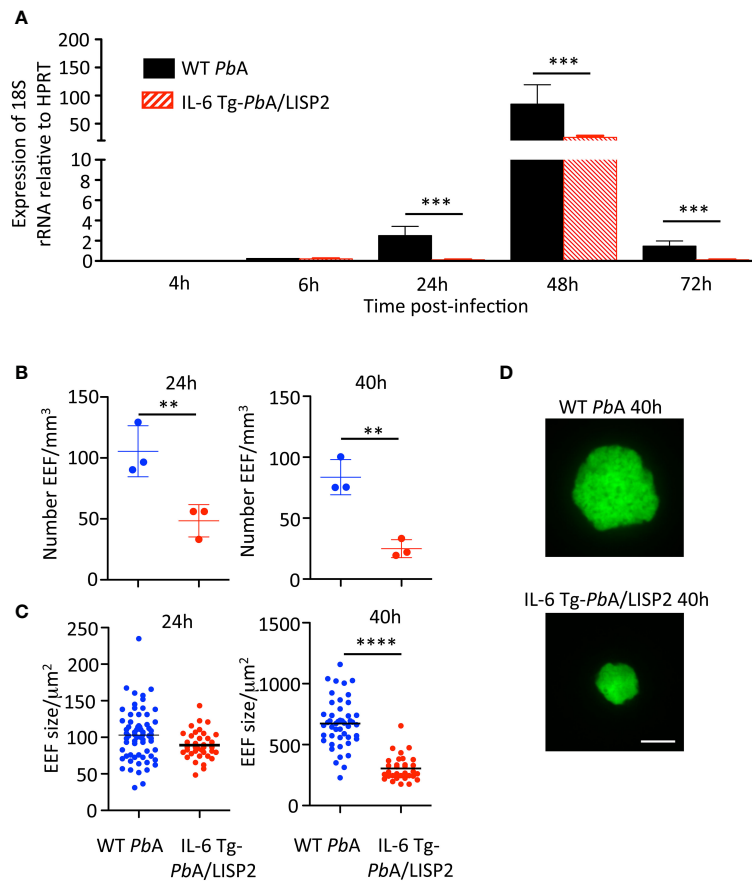 A
Expression of 18S
rRNA relative to HPRT
200
150
100
50
10
8
6
4
2
0
WT PbA
IL-6 Tg-PbA/LISP2
***
***
***
4h
6h
24h
48h
72h
Time post-infection
B
24h
Number EEF/mm³
150
100
50
0
**
40h
Number EEF/mm³
150
100
50
0
**
C
24h
EEF size/µm²
250
200
150
100
50
0
40h
EEF size/µm²
1500
1000
500
0
****
WT PbA
IL-6 Tg-
PbA/LISP2
WT PbA
IL-6 Tg-
PbA/LISP2
D
WT PbA 40h
IL-6 Tg-PbA/LISP2 40h